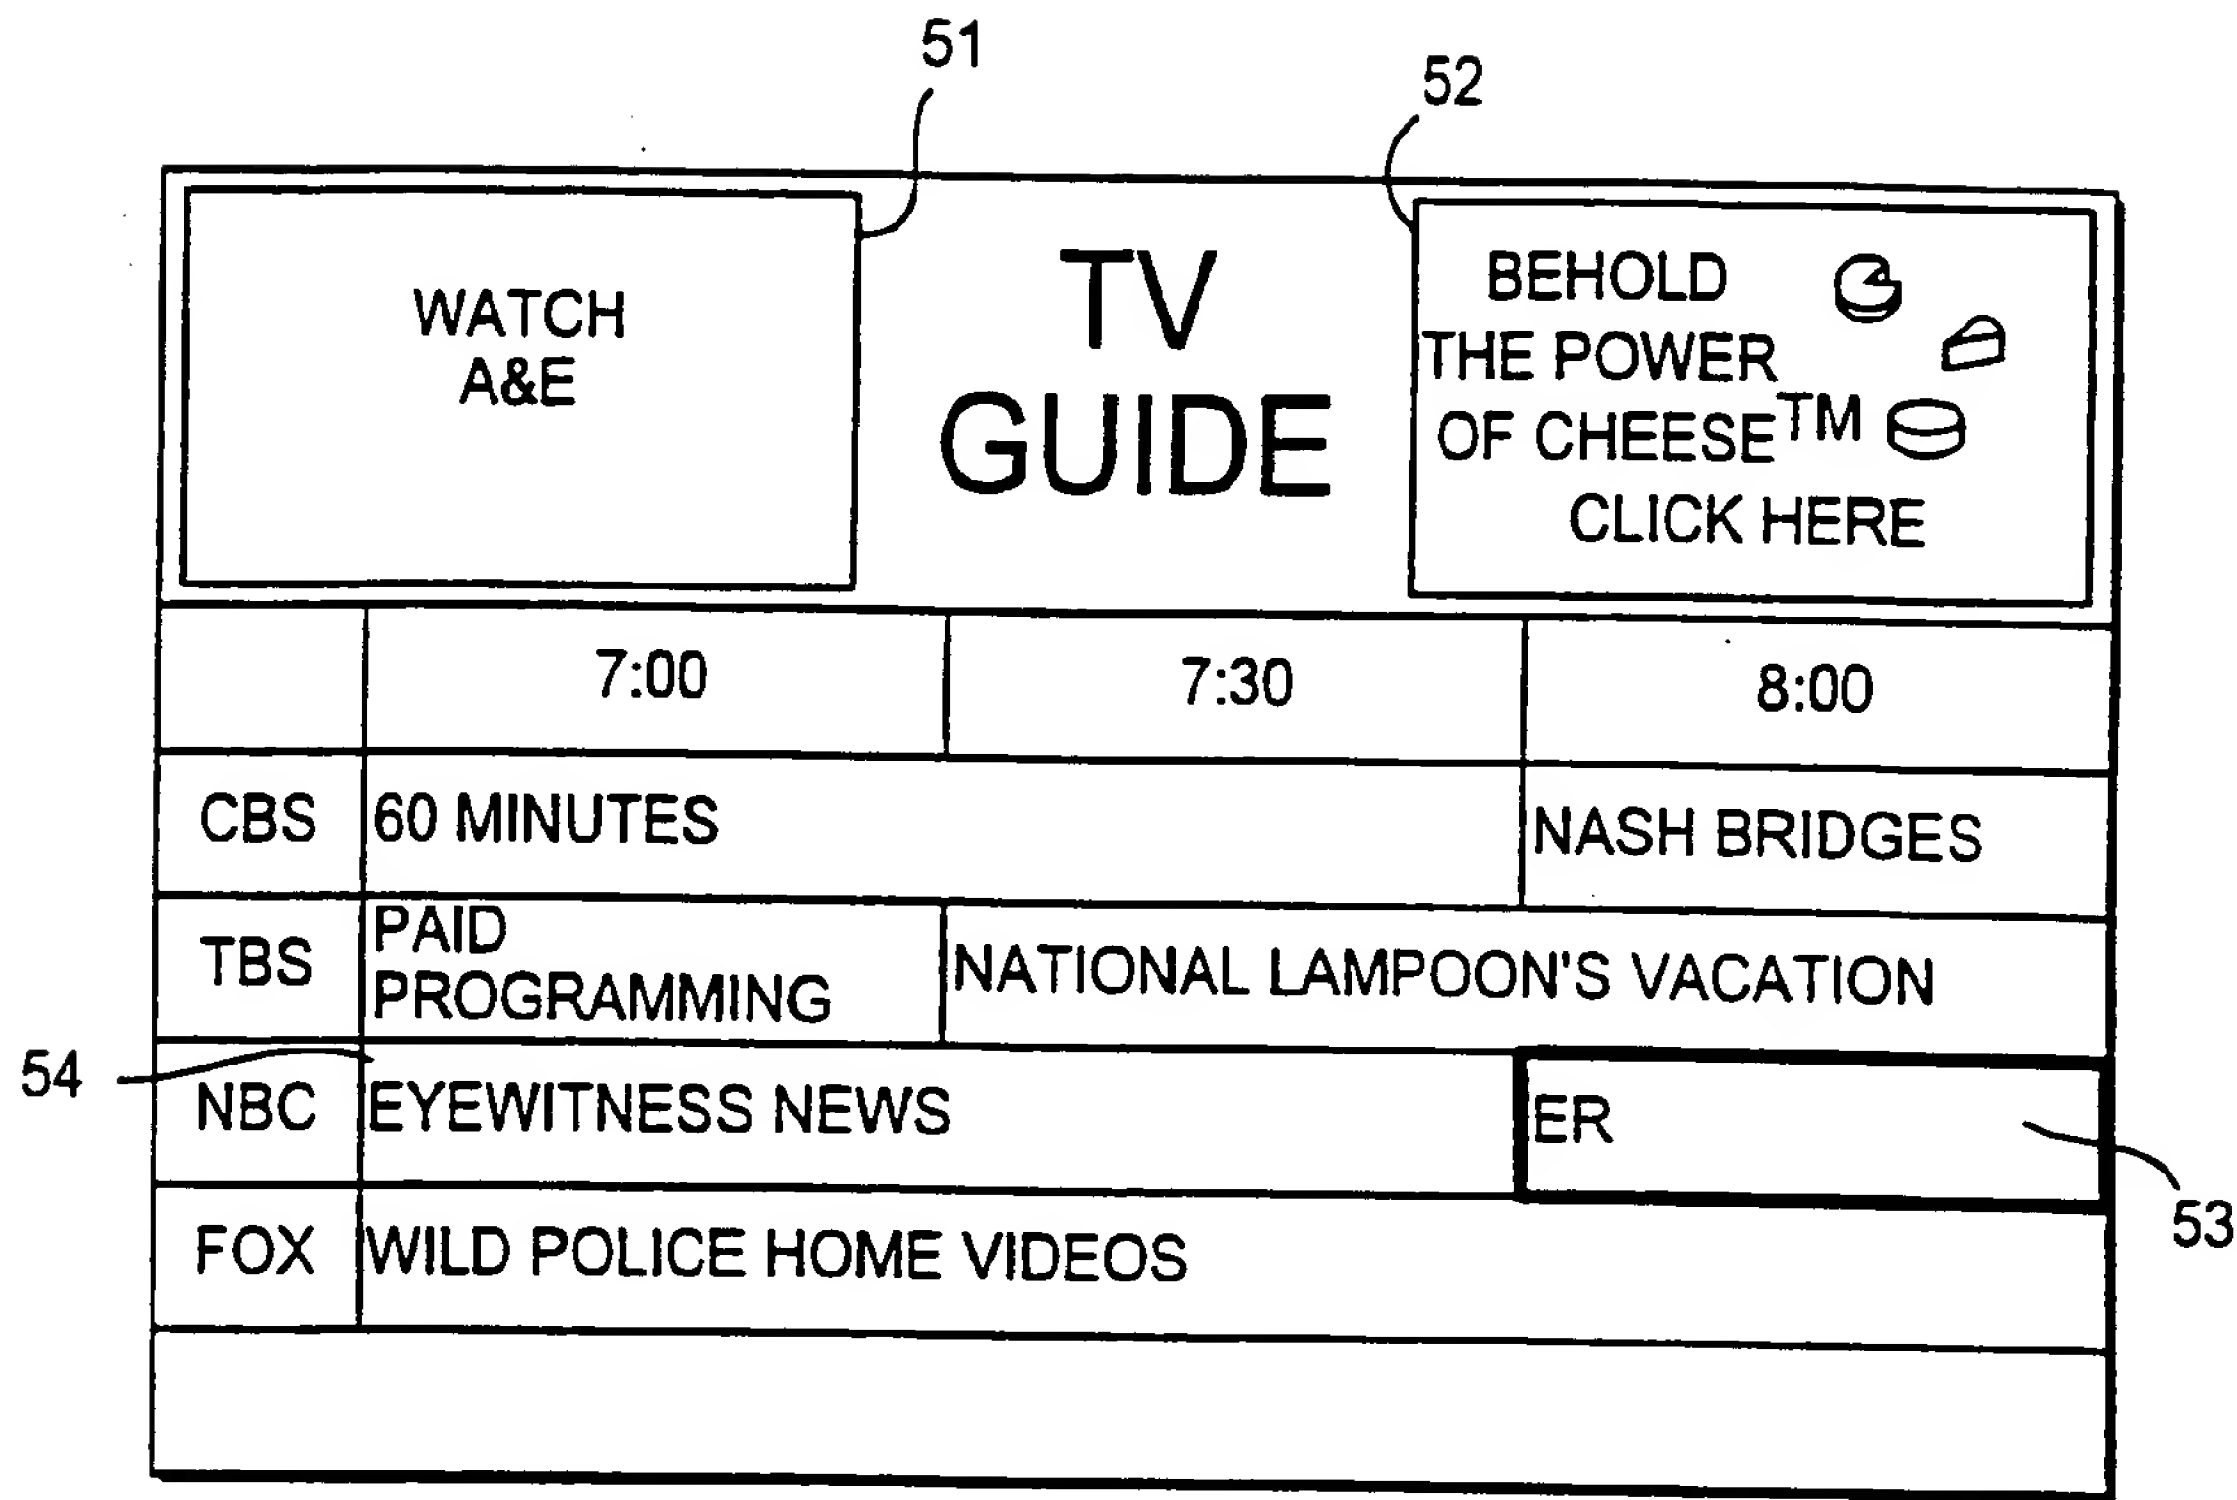 51
52
WATCH
A&E
TV
GUIDE
BEHOLD
THE POWER
OF CHEESE™
CLICK HERE
7:00 7:30 8:00
CBS 60 MINUTES NASH BRIDGES
TBS PAID
PROGRAMMING NATIONAL LAMPOON'S VACATION
54
NBC EYEWITNESS NEWS ER
53
FOX WILD POLICE HOME VIDEOS